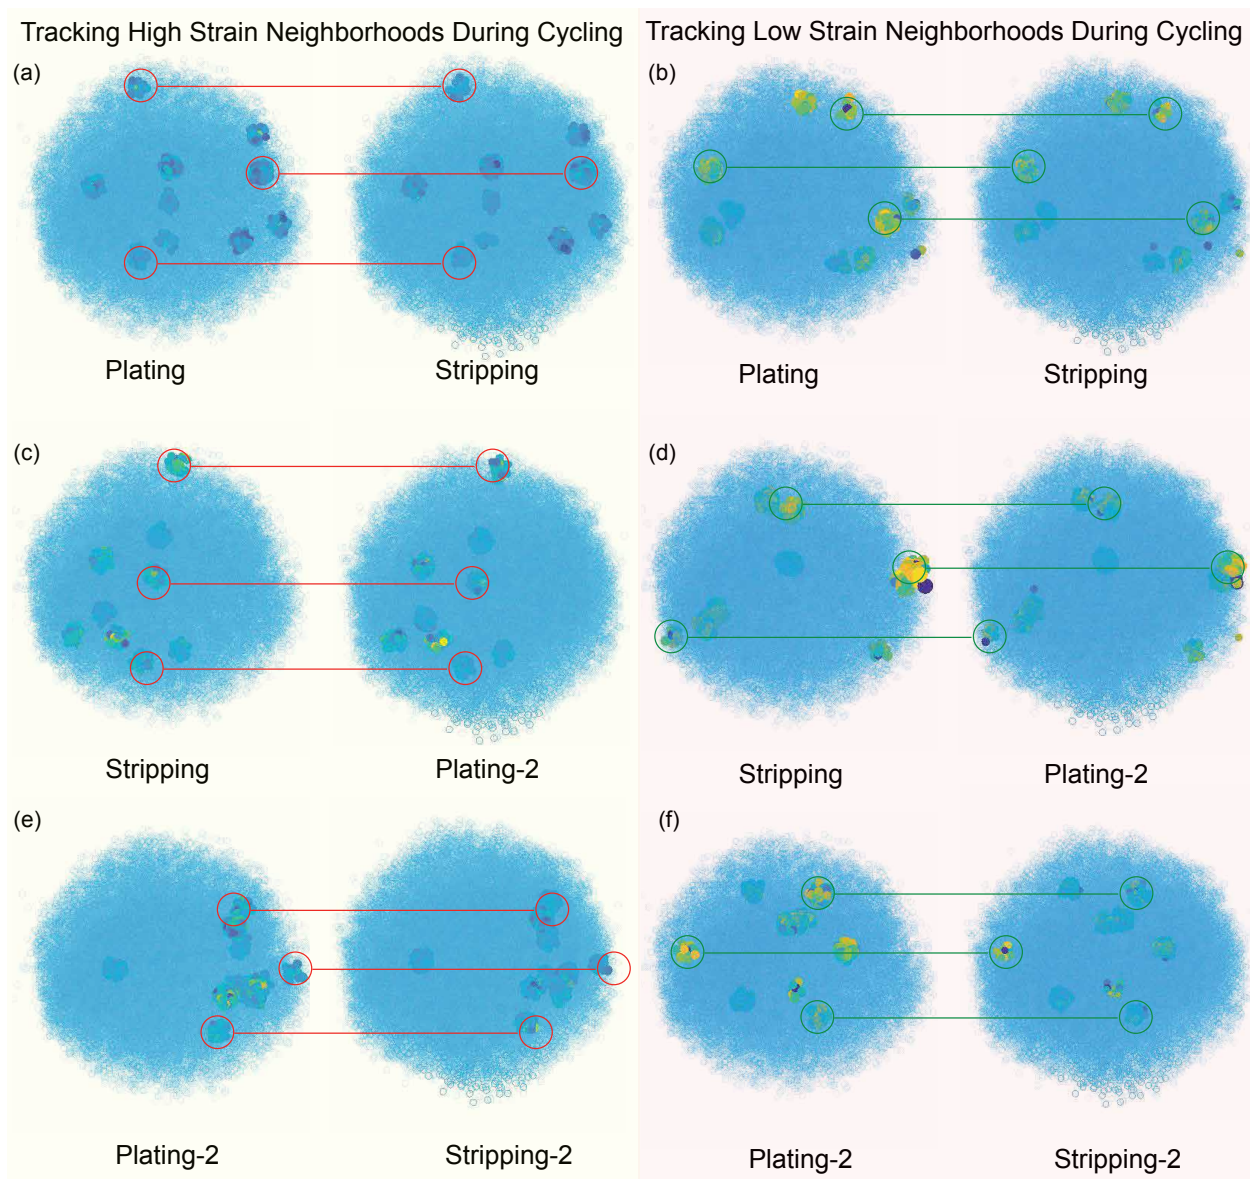 Tracking High Strain Neighborhoods During Cycling
Tracking Low Strain Neighborhoods During Cycling
(a)
(b)
Plating
Stripping
Plating
Stripping
(c)
(d)
Stripping
Plating-2
Stripping
Plating-2
(e)
(f)
Plating-2
Stripping-2
Plating-2
Stripping-2